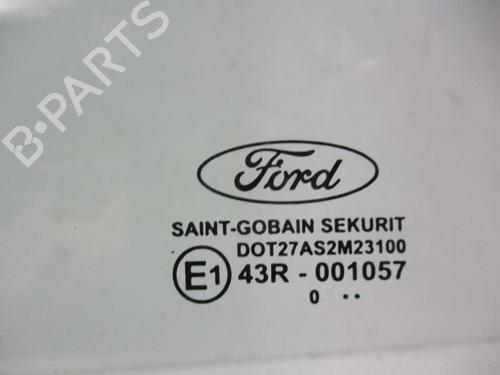 B-PARTS
Ford
SAINT-GOBAIN SEKURIT
DOT27AS2M23100
E1 43R - 001057
0 ..